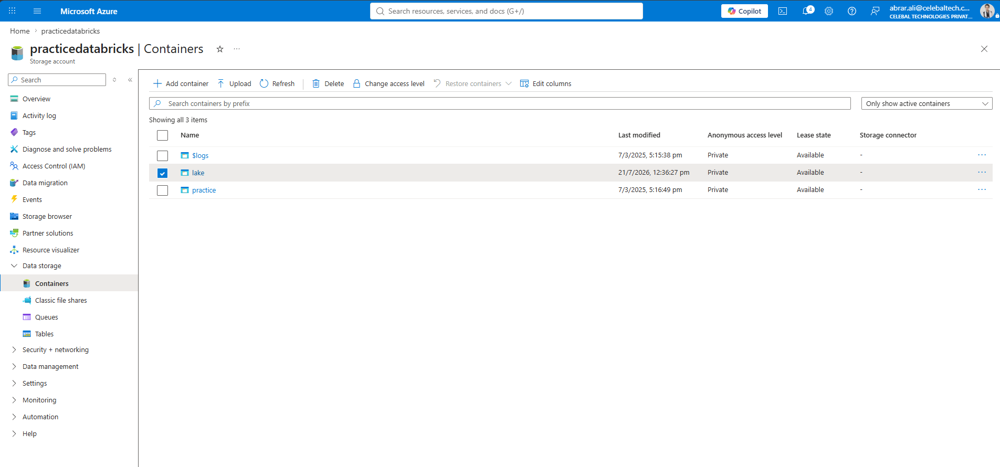 Microsoft Azure
Search resources, services, and docs (G+/)
Copilot
4
abrar.ali@celebaltech.c...
CELEBAL TECHNOLOGIES PRIVAT...
Home > practicedatabricks
practicedatabricks | Containers
Storage account
Search
Overview
Activity log
Tags
Diagnose and solve problems
Access Control (IAM)
Data migration
Events
Storage browser
Partner solutions
Resource visualizer
Data storage
Containers
Classic file shares
Queues
Tables
Security + networking
Data management
Settings
Monitoring
Automation
Help
Add container Upload Refresh Delete Change access level Restore containers Edit columns
Search containers by prefix
Only show active containers
Showing all 3 items
Name Last modified Anonymous access level Lease state Storage connector
$logs 7/3/2025, 5:15:38 pm Private Available -
lake 21/7/2026, 12:36:27 pm Private Available -
practice 7/3/2025, 5:16:49 pm Private Available -